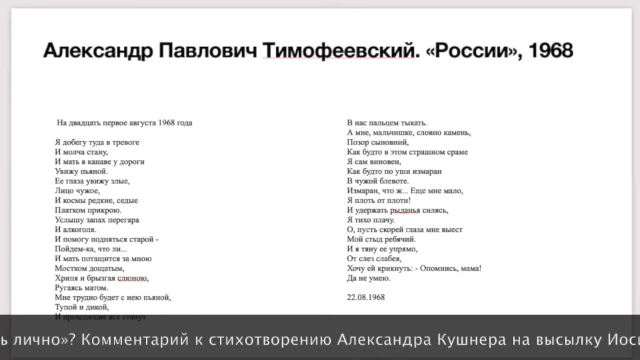 Александр Павлович Тимофеевский. «России», 1968
На двадцать первое августа 1968 года
Я добегу туда в тревоге
И молча стану,
И мать в канаве у дороги
Увижу пьяной.
Ее глаза увижу злые,
Лицо чужое,
И космы редкие, седые
Платком прикрою.
Услышу запах перегара
И алкоголя.
И помогу подняться старой -
Пойдем-ка, что ли...
И мать потащится за мною
Мостком дощатым,
Хрипя и брызгая слюною,
Ругаясь матом.
Мне трудно будет с нею пьяной,
Тупой и дикой,
И проходящие все станут
В нас пальцем тыкать.
А мне, мальчишке, словно камень,
Позор сыновний,
Как будто в этом страшном сраме
Я сам виновен,
Как будто по уши измаран
В чужой блевоте.
Измаран, что ж... Еще мне мало,
Я плоть от плоти!
И удержать рыданья силясь,
Я тихо плачу.
О, пусть скорей глаза мне выест
Мой стыд ребячий.
И я тяну ее упрямо,
От слез слабея,
Хочу ей крикнуть: - Опомнись, мама!
Да не умею.
22.08.1968
ь лично»? Комментарий к стихотворению Александра Кушнера на высылку Иоси